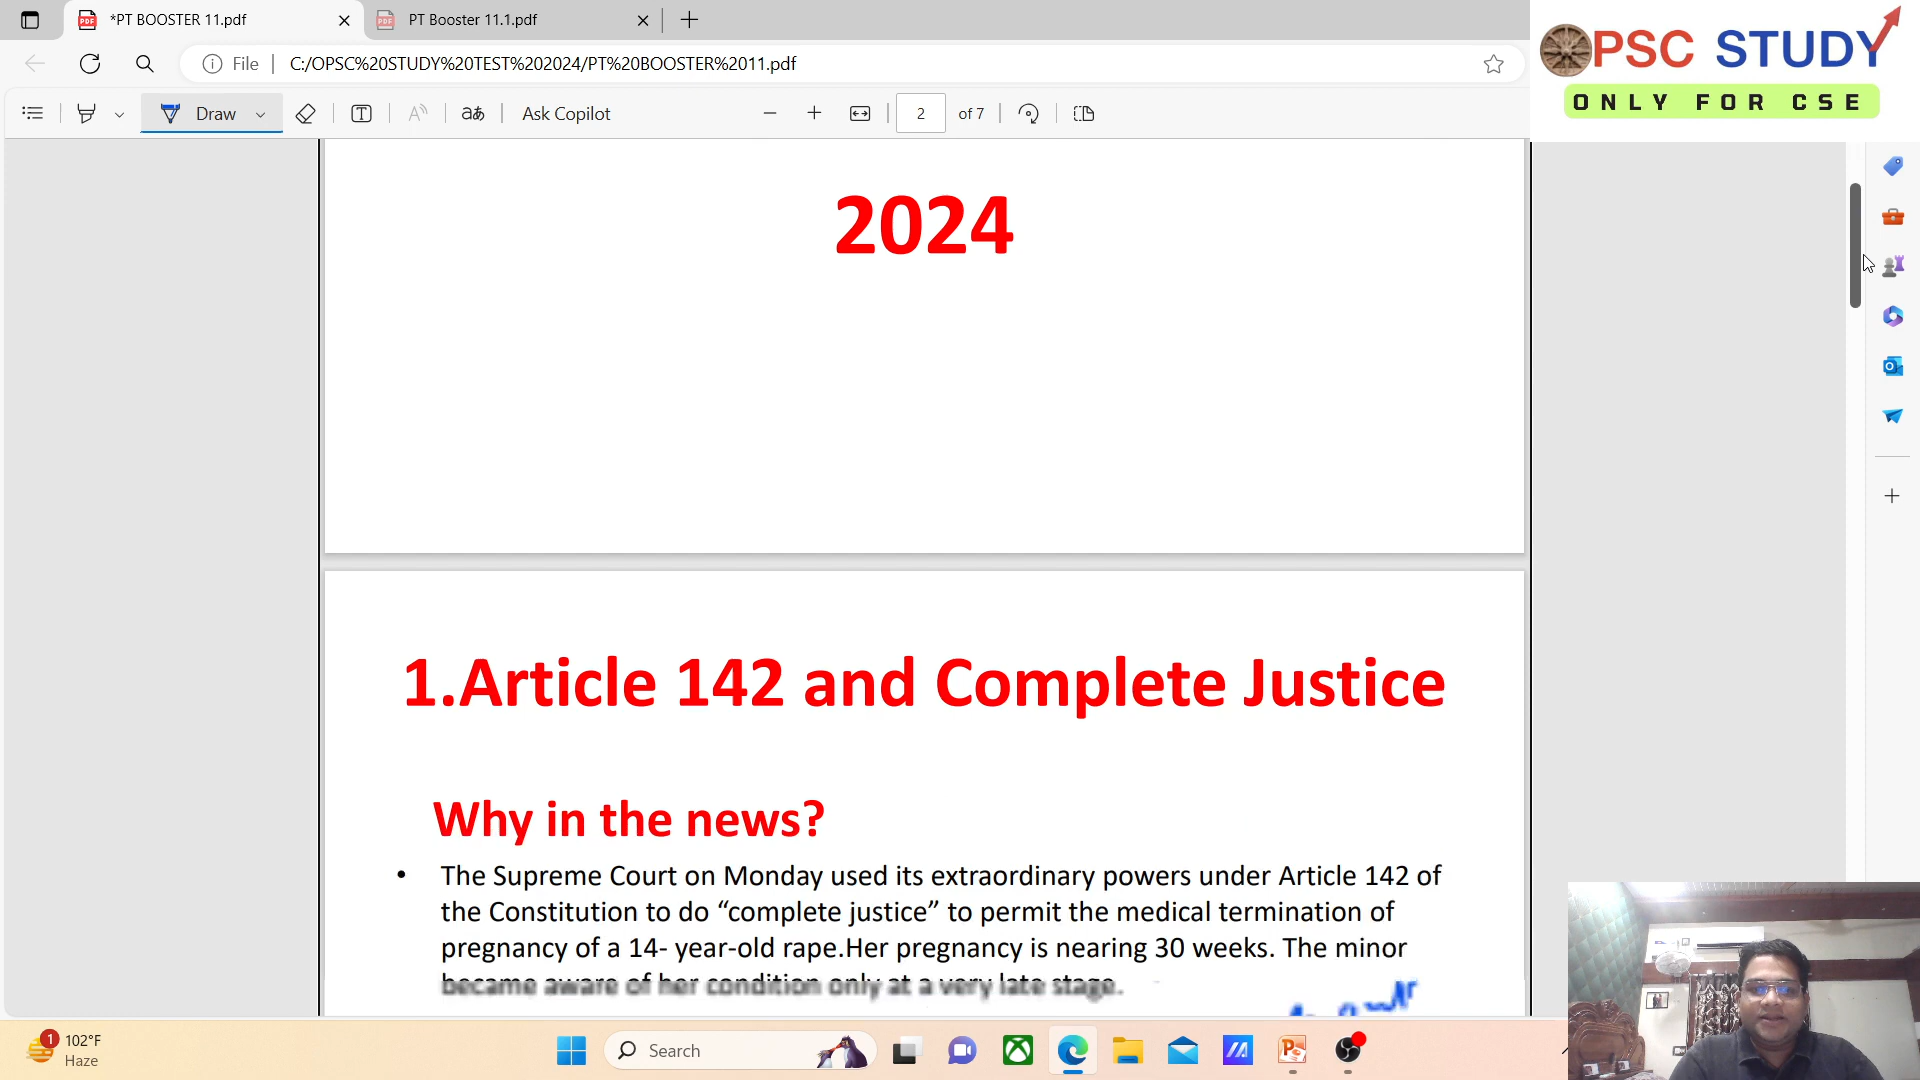 *PT BOOSTER 11.pdf
PT Booster 11.1.pdf
File
C:/OPSC%20STUDY%20TEST%202024/PT%20BOOSTER%2011.pdf
PSC STUDY
ONLY FOR CSE
Draw
aあ
Ask Copilot
2 of 7
2024
1.Article 142 and Complete Justice
Why in the news?
• The Supreme Court on Monday used its extraordinary powers under Article 142 of
the Constitution to do “complete justice” to permit the medical termination of
pregnancy of a 14- year-old rape.Her pregnancy is nearing 30 weeks. The minor
became aware of her condition only at a very late stage.
1
102°F
Haze
Search